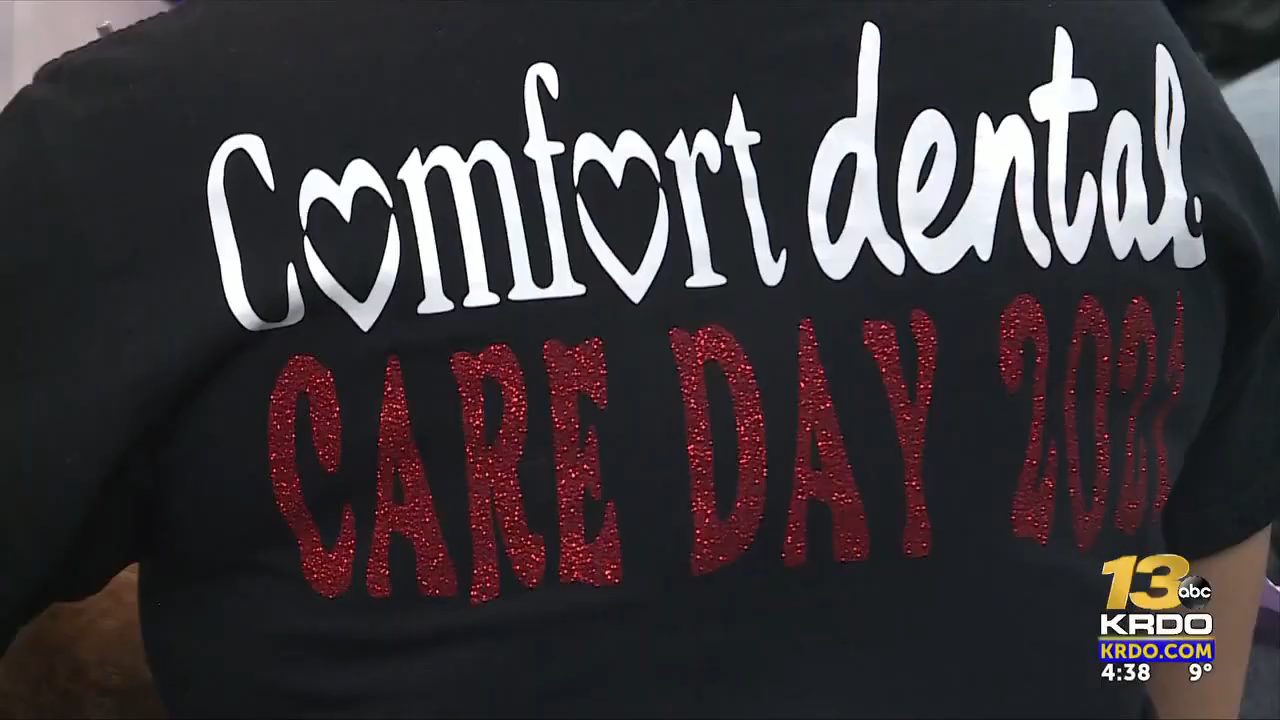 Comfort dental.
CARE DAY
13 abc
KRDO
KRDO.COM
4:38 9°